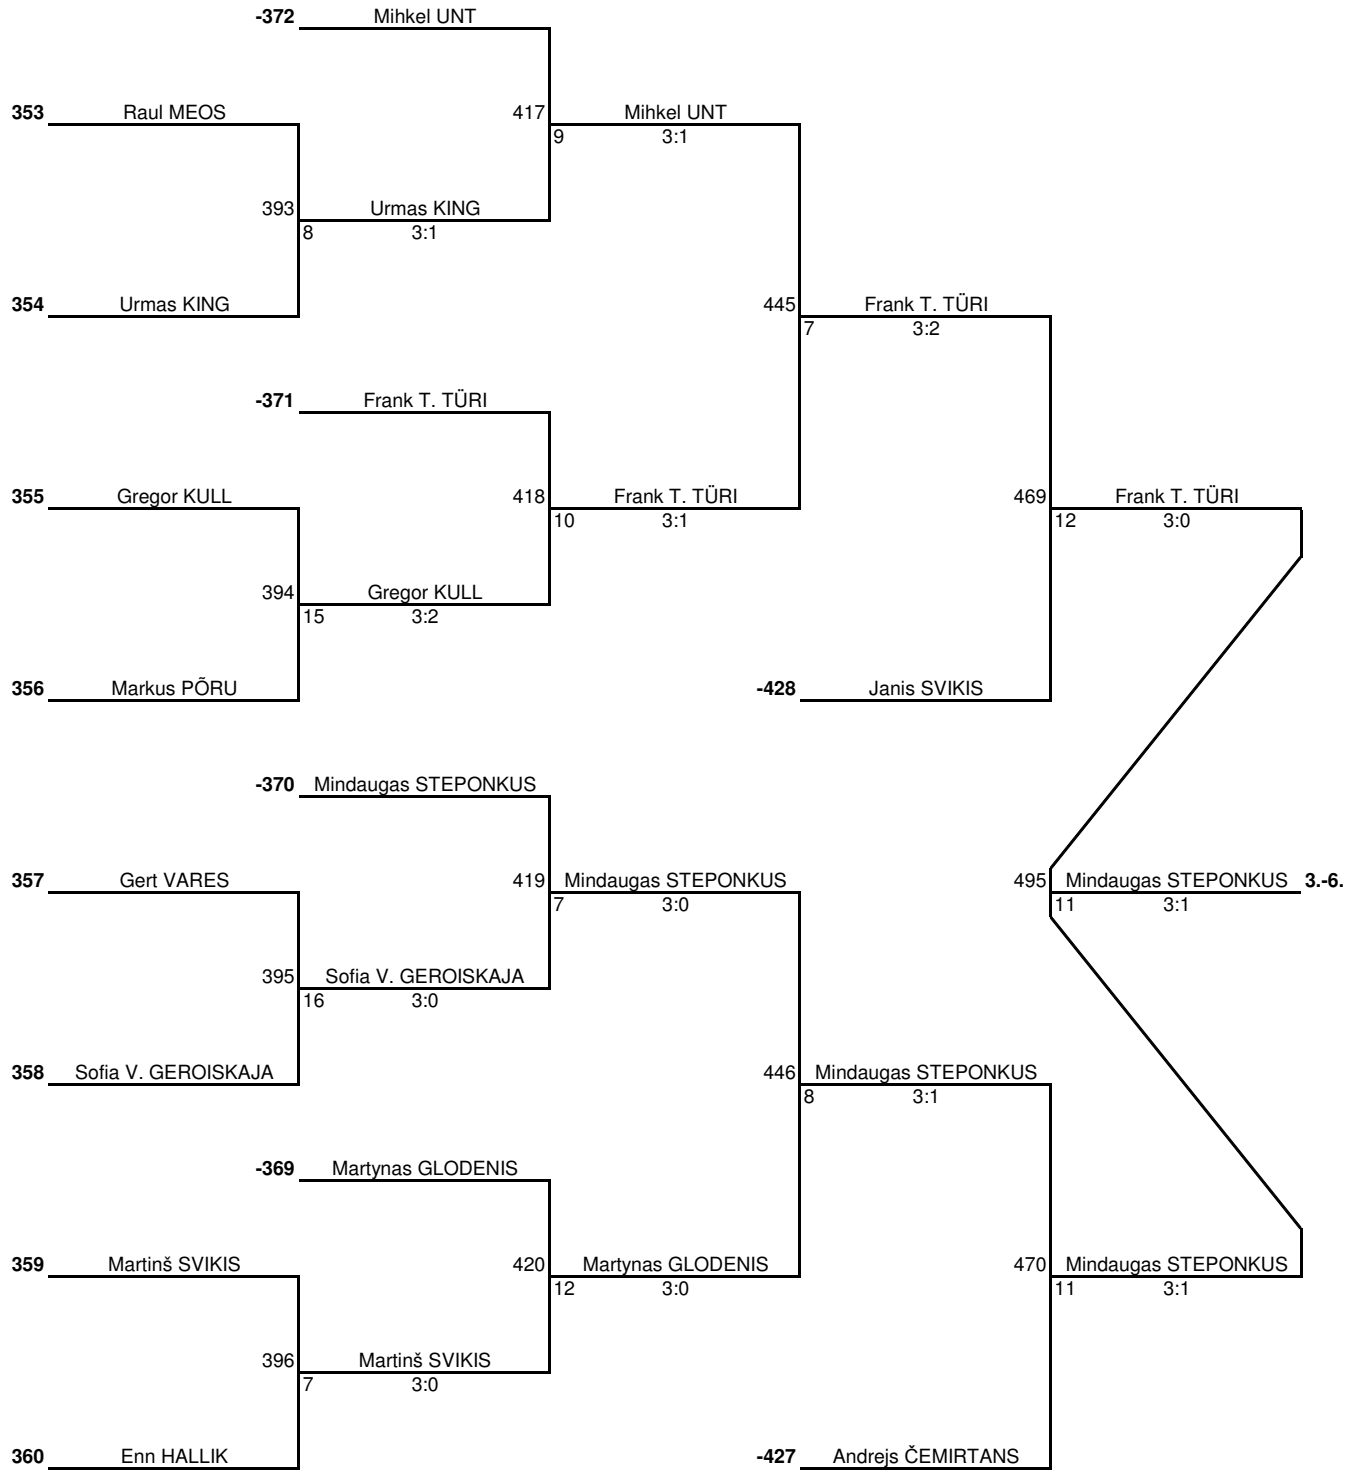 -372 Mihkel UNT
353 Raul MEOS 417 Mihkel UNT
9 3:1
393 Urmas KING
8 3:1
354 Urmas KING 445 Frank T. TÜRI
7 3:2
-371 Frank T. TÜRI
355 Gregor KULL 418 Frank T. TÜRI 469 Frank T. TÜRI
10 3:1 12 3:0
394 Gregor KULL
15 3:2
356 Markus PÕRU -428 Janis SVIKIS
-370 Mindaugas STEPONKUS
357 Gert VARES 419 Mindaugas STEPONKUS 495 Mindaugas STEPONKUS 3.-6.
7 3:0 11 3:1
395 Sofia V. GEROISKAJA
16 3:0
358 Sofia V. GEROISKAJA 446 Mindaugas STEPONKUS
8 3:1
-369 Martynas GLODENIS
359 Martinš SVIKIS 420 Martynas GLODENIS 470 Mindaugas STEPONKUS
12 3:0 11 3:1
396 Martinš SVIKIS
7 3:0
360 Enn HALLIK -427 Andrejs ČEMIRTANS